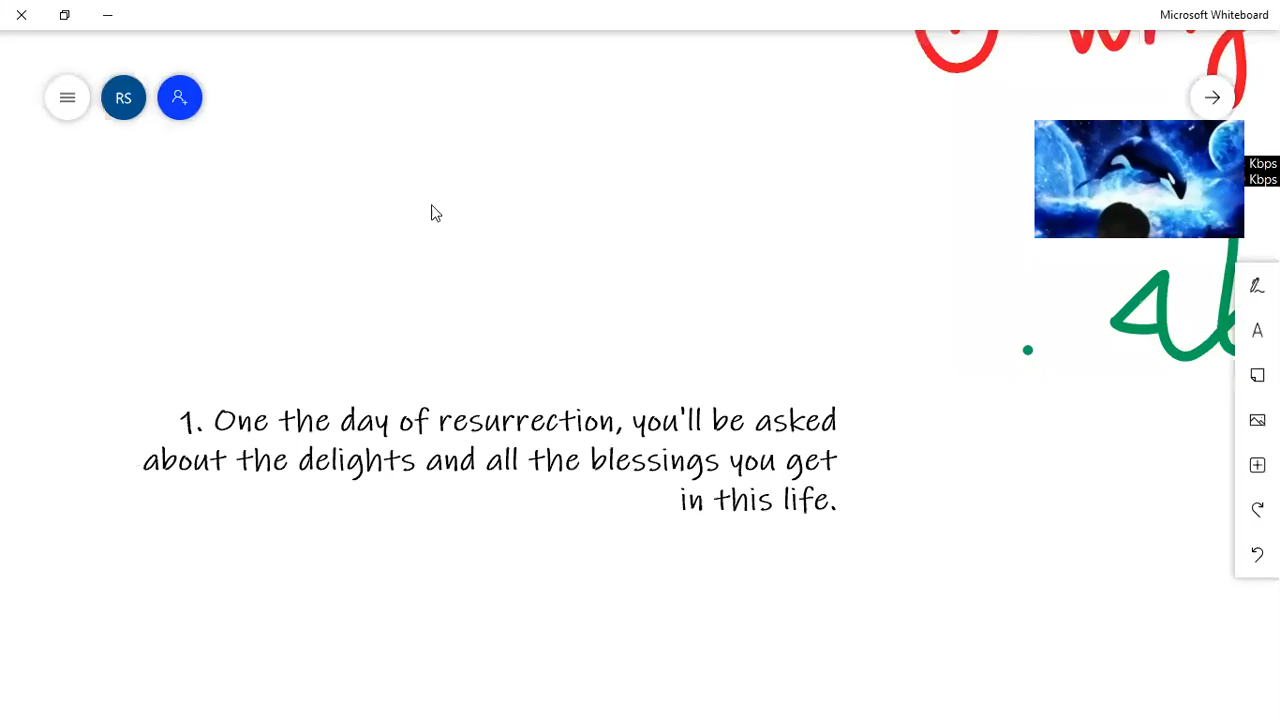 Microsoft Whiteboard
RS
Kbps
Kbps
A
1. One the day of resurrection, you'll be asked
about the delights and all the blessings you get
in this life.